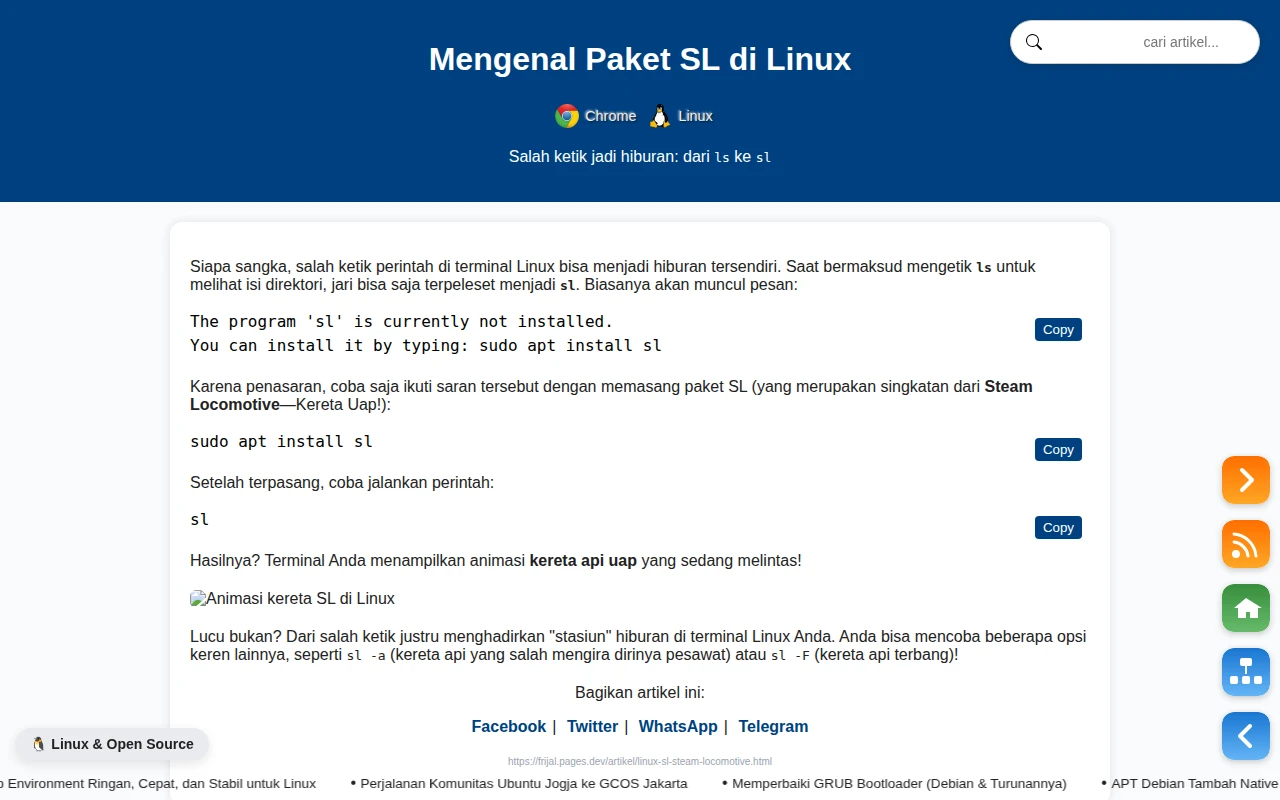 cari artikel...
Mengenal Paket SL di Linux
Chrome Linux
Salah ketik jadi hiburan: dari ls ke sl
Siapa sangka, salah ketik perintah di terminal Linux bisa menjadi hiburan tersendiri. Saat bermaksud mengetik ls untuk
melihat isi direktori, jari bisa saja terpeleset menjadi sl. Biasanya akan muncul pesan:
The program 'sl' is currently not installed.
Copy
You can install it by typing: sudo apt install sl
Karena penasaran, coba saja ikuti saran tersebut dengan memasang paket SL (yang merupakan singkatan dari Steam
Locomotive—Kereta Uap!):
sudo apt install sl
Copy
Setelah terpasang, coba jalankan perintah:
sl
Copy
Hasilnya? Terminal Anda menampilkan animasi kereta api uap yang sedang melintas!
Animasi kereta SL di Linux
Lucu bukan? Dari salah ketik justru menghadirkan "stasiun" hiburan di terminal Linux Anda. Anda bisa mencoba beberapa opsi
keren lainnya, seperti sl -a (kereta api yang salah mengira dirinya pesawat) atau sl -F (kereta api terbang)!
Bagikan artikel ini:
Facebook | Twitter | WhatsApp | Telegram
Linux & Open Source
https://frijal.pages.dev/artikel/linux-sl-steam-locomotive.html
Environment Ringan, Cepat, dan Stabil untuk Linux • Perjalanan Komunitas Ubuntu Jogja ke GCOS Jakarta • Memperbaiki GRUB Bootloader (Debian & Turunannya) • APT Debian Tambah Native